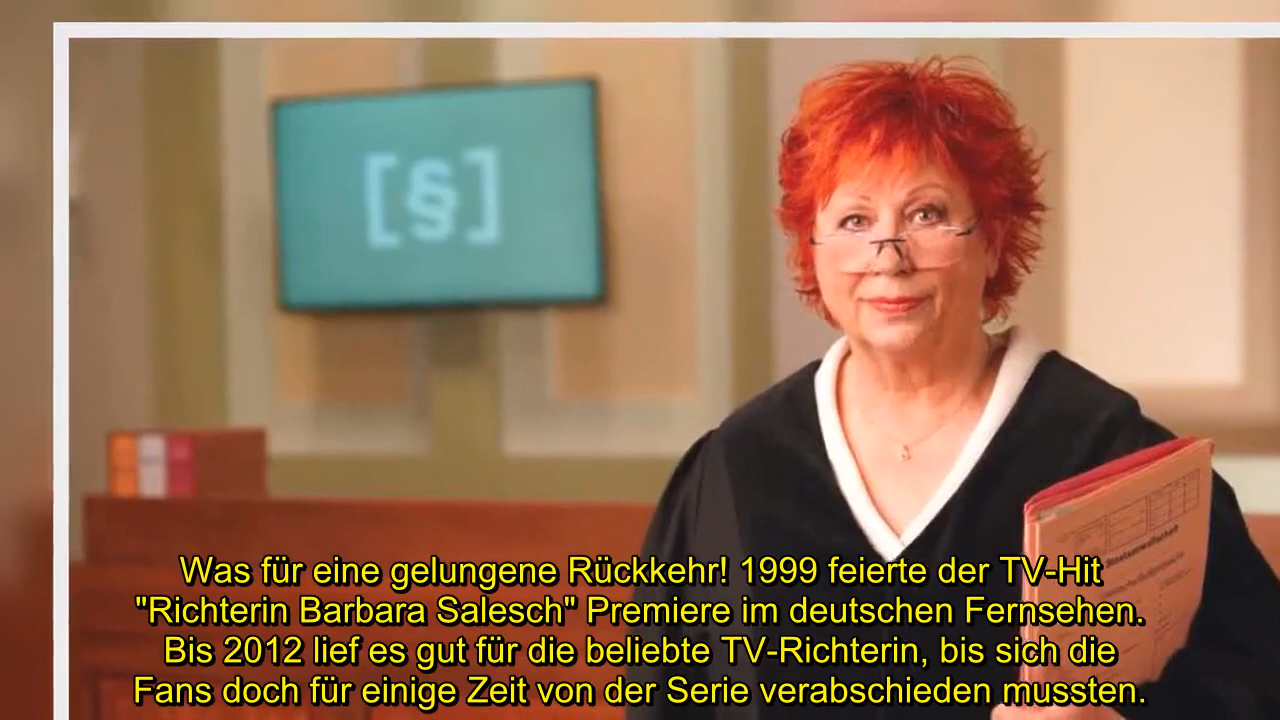 [§]
Staatsanwaltschaft
Was für eine gelungene Rückkehr! 1999 feierte der TV-Hit
"Richterin Barbara Salesch" Premiere im deutschen Fernsehen.
Bis 2012 lief es gut für die beliebte TV-Richterin, bis sich die
Fans doch für einige Zeit von der Serie verabschieden mussten.